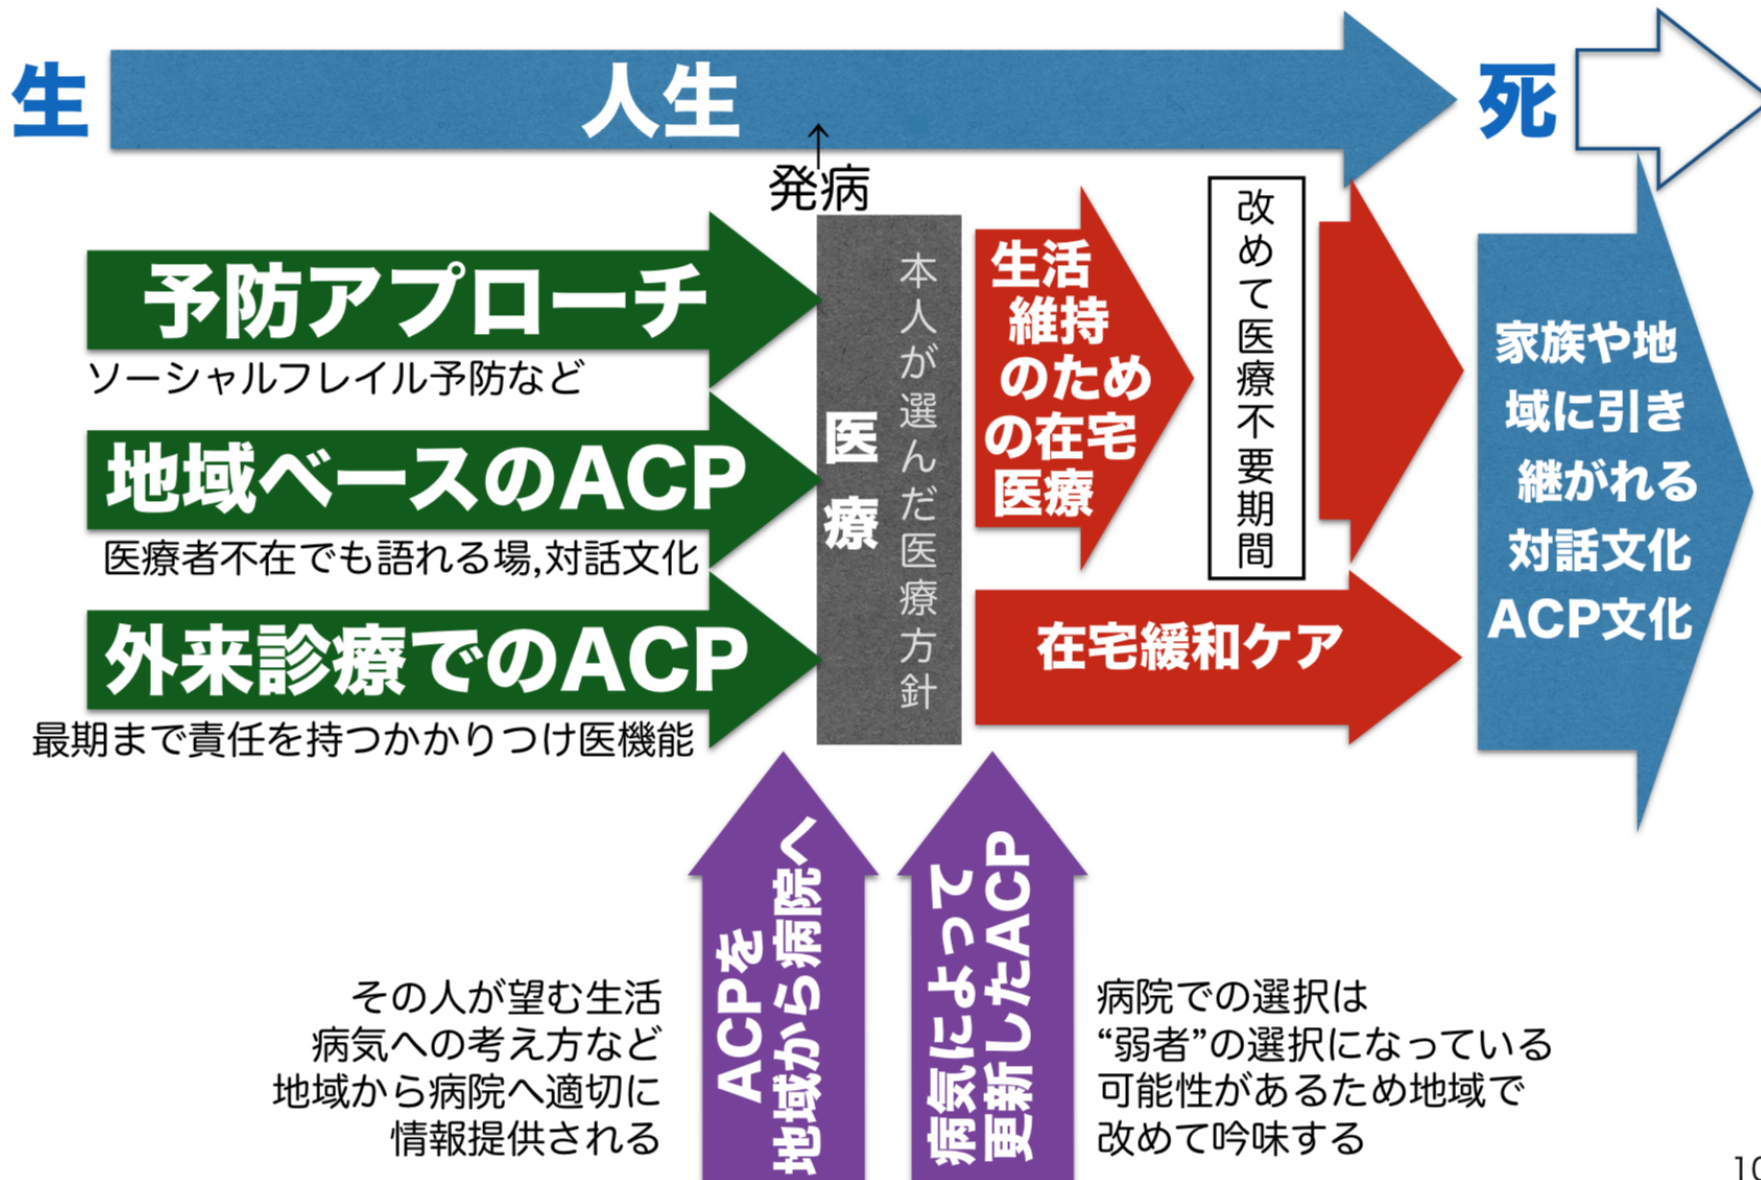 生
人生
死
発病
予防アプローチ
ソーシャルフレイル予防など
地域ベースのACP
医療者不在でも語れる場,対話文化
外来診療でのACP
最期まで責任を持つかかりつけ医機能
医療
本人が選んだ医療方針
生活
維持
のため
の在宅
医療
改めて医療不要期間
在宅緩和ケア
家族や地
域に引き
継がれる
対話文化
ACP文化
ACPを
地域から病院へ
その人が望む生活
病気への考え方など
地域から病院へ適切に
情報提供される
病気によって
更新したACP
病院での選択は
“弱者”の選択になっている
可能性があるため地域で
改めて吟味する